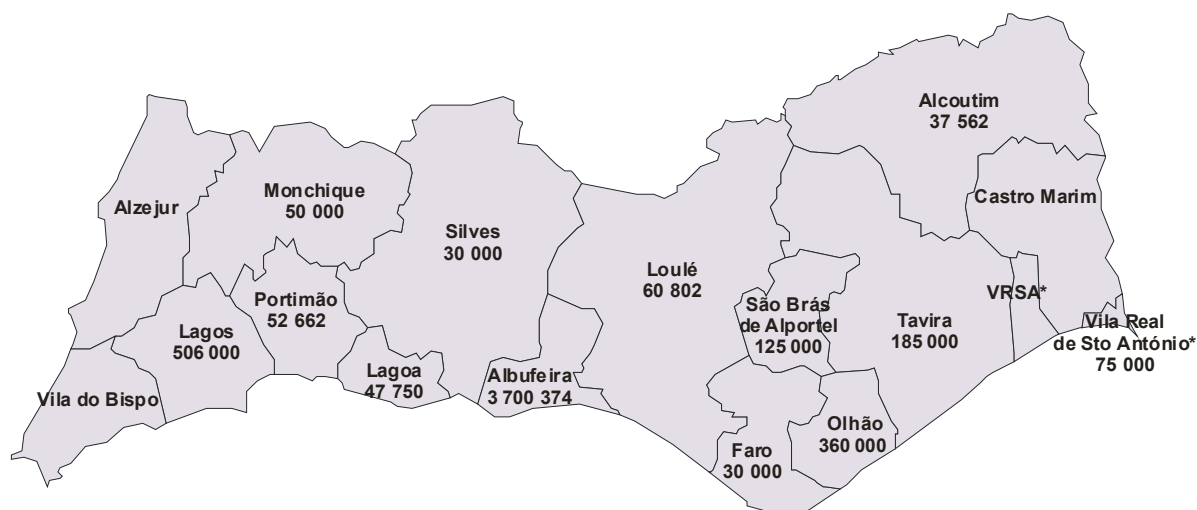 Alcoutim
37 562
Monchique
50 000
Alzejur
Castro Marim
Silves
30 000
Loulé
60 802
Portimão
52 662
VRSA*
São Brás
de Alportel
125 000
Tavira
185 000
Vila Real
de Sto António*
75 000
Lagos
506 000
Lagoa
47 750
Albufeira
3 700 374
Vila do Bispo
Olhão
360 000
Faro
30 000